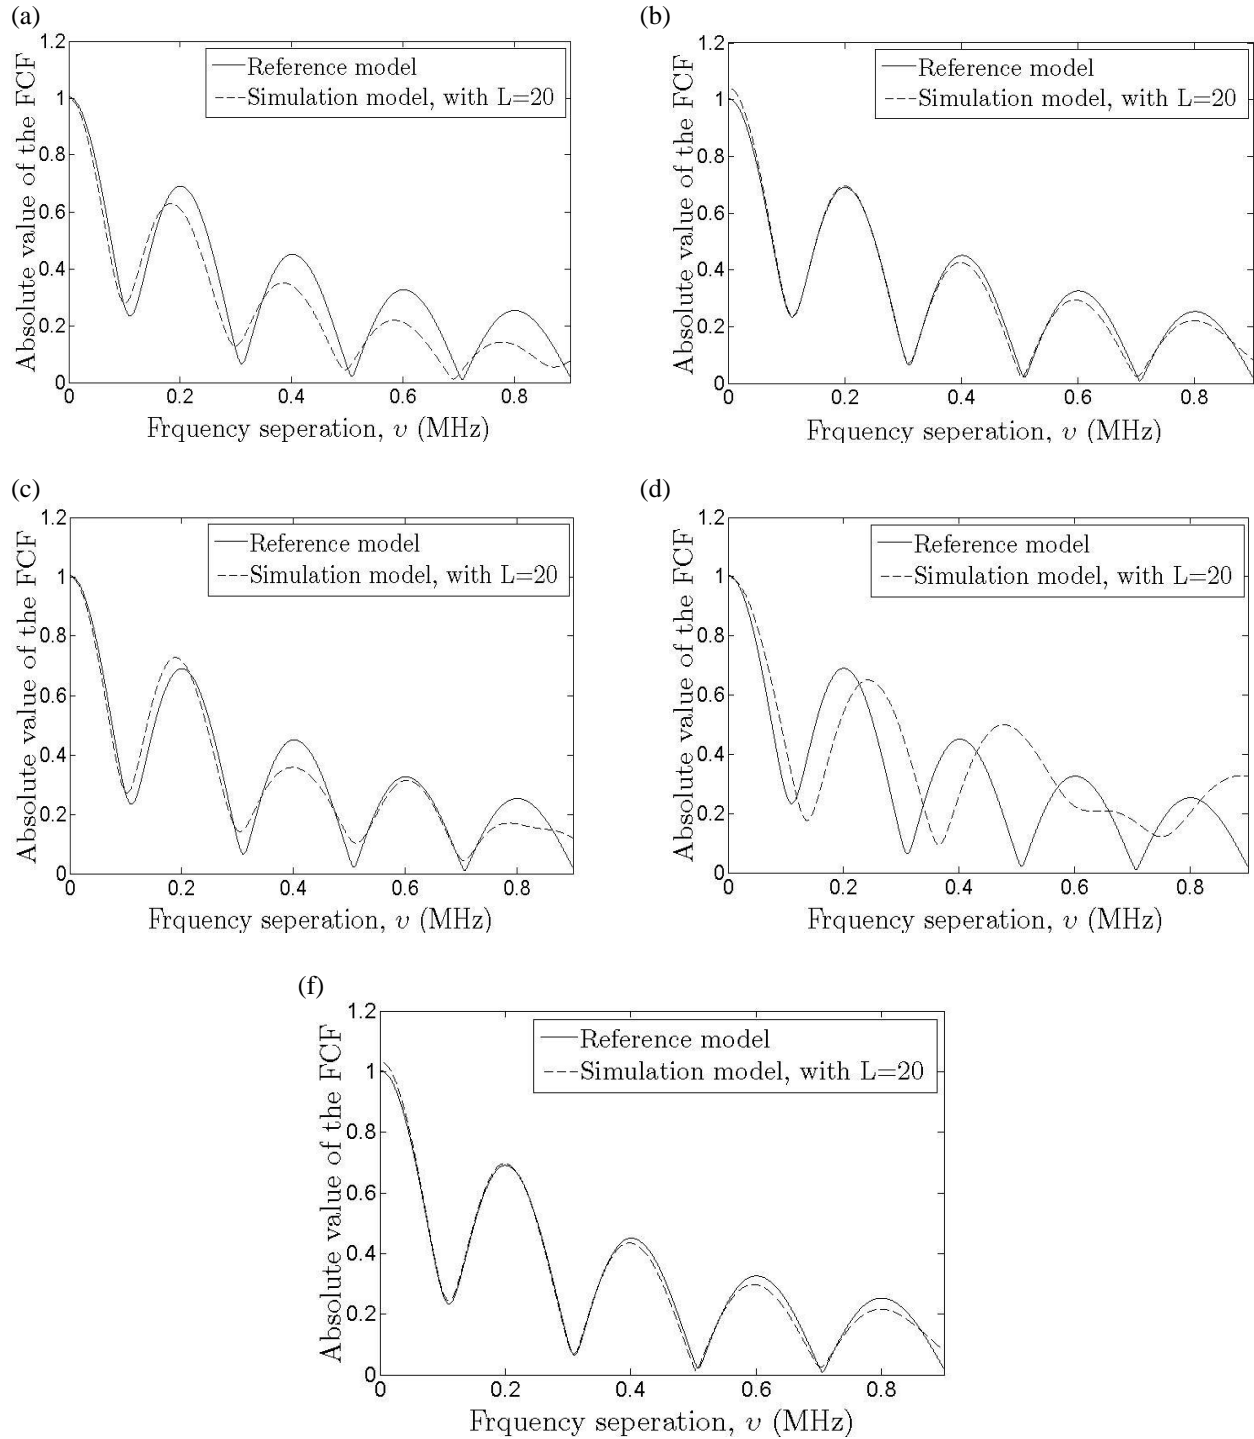 (a)
1.2
1
0.8
0.6
0.4
0.2
0
Absolute value of the FCF
Reference model
Simulation model, with L=20
0 0.2 0.4 0.6 0.8
Frquency seperation, υ (MHz)
(b)
1.2
1
0.8
0.6
0.4
0.2
0
Absolute value of the FCF
Reference model
Simulation model, with L=20
0 0.2 0.4 0.6 0.8
Frquency seperation, υ (MHz)
(c)
1.2
1
0.8
0.6
0.4
0.2
0
Absolute value of the FCF
Reference model
Simulation model, with L=20
0 0.2 0.4 0.6 0.8
Frquency seperation, υ (MHz)
(d)
1.2
1
0.8
0.6
0.4
0.2
0
Absolute value of the FCF
Reference model
Simulation model, with L=20
0 0.2 0.4 0.6 0.8
Frquency seperation, υ (MHz)
(f)
1.2
1
0.8
0.6
0.4
0.2
0
Absolute value of the FCF
Reference model
Simulation model, with L=20
0 0.2 0.4 0.6 0.8
Frquency seperation, υ (MHz)